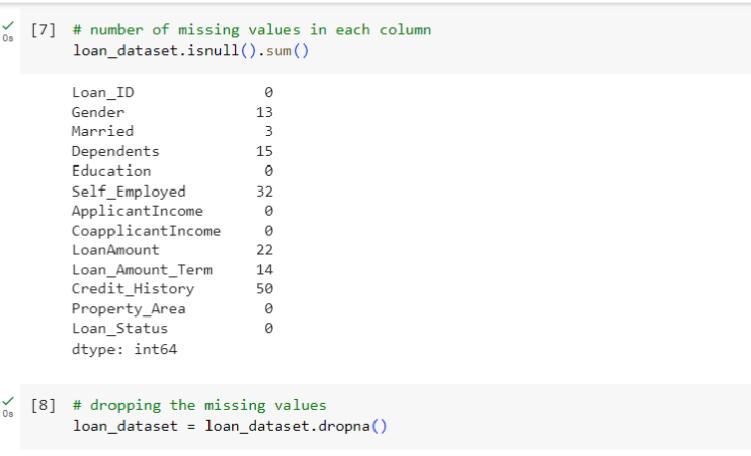 [7] # number of missing values in each column
0s loan_dataset.isnull().sum()
Loan_ID 0
Gender 13
Married 3
Dependents 15
Education 0
Self_Employed 32
ApplicantIncome 0
CoapplicantIncome 0
LoanAmount 22
Loan_Amount_Term 14
Credit_History 50
Property_Area 0
Loan_Status 0
dtype: int64
[8] # dropping the missing values
0s loan_dataset = loan_dataset.dropna()